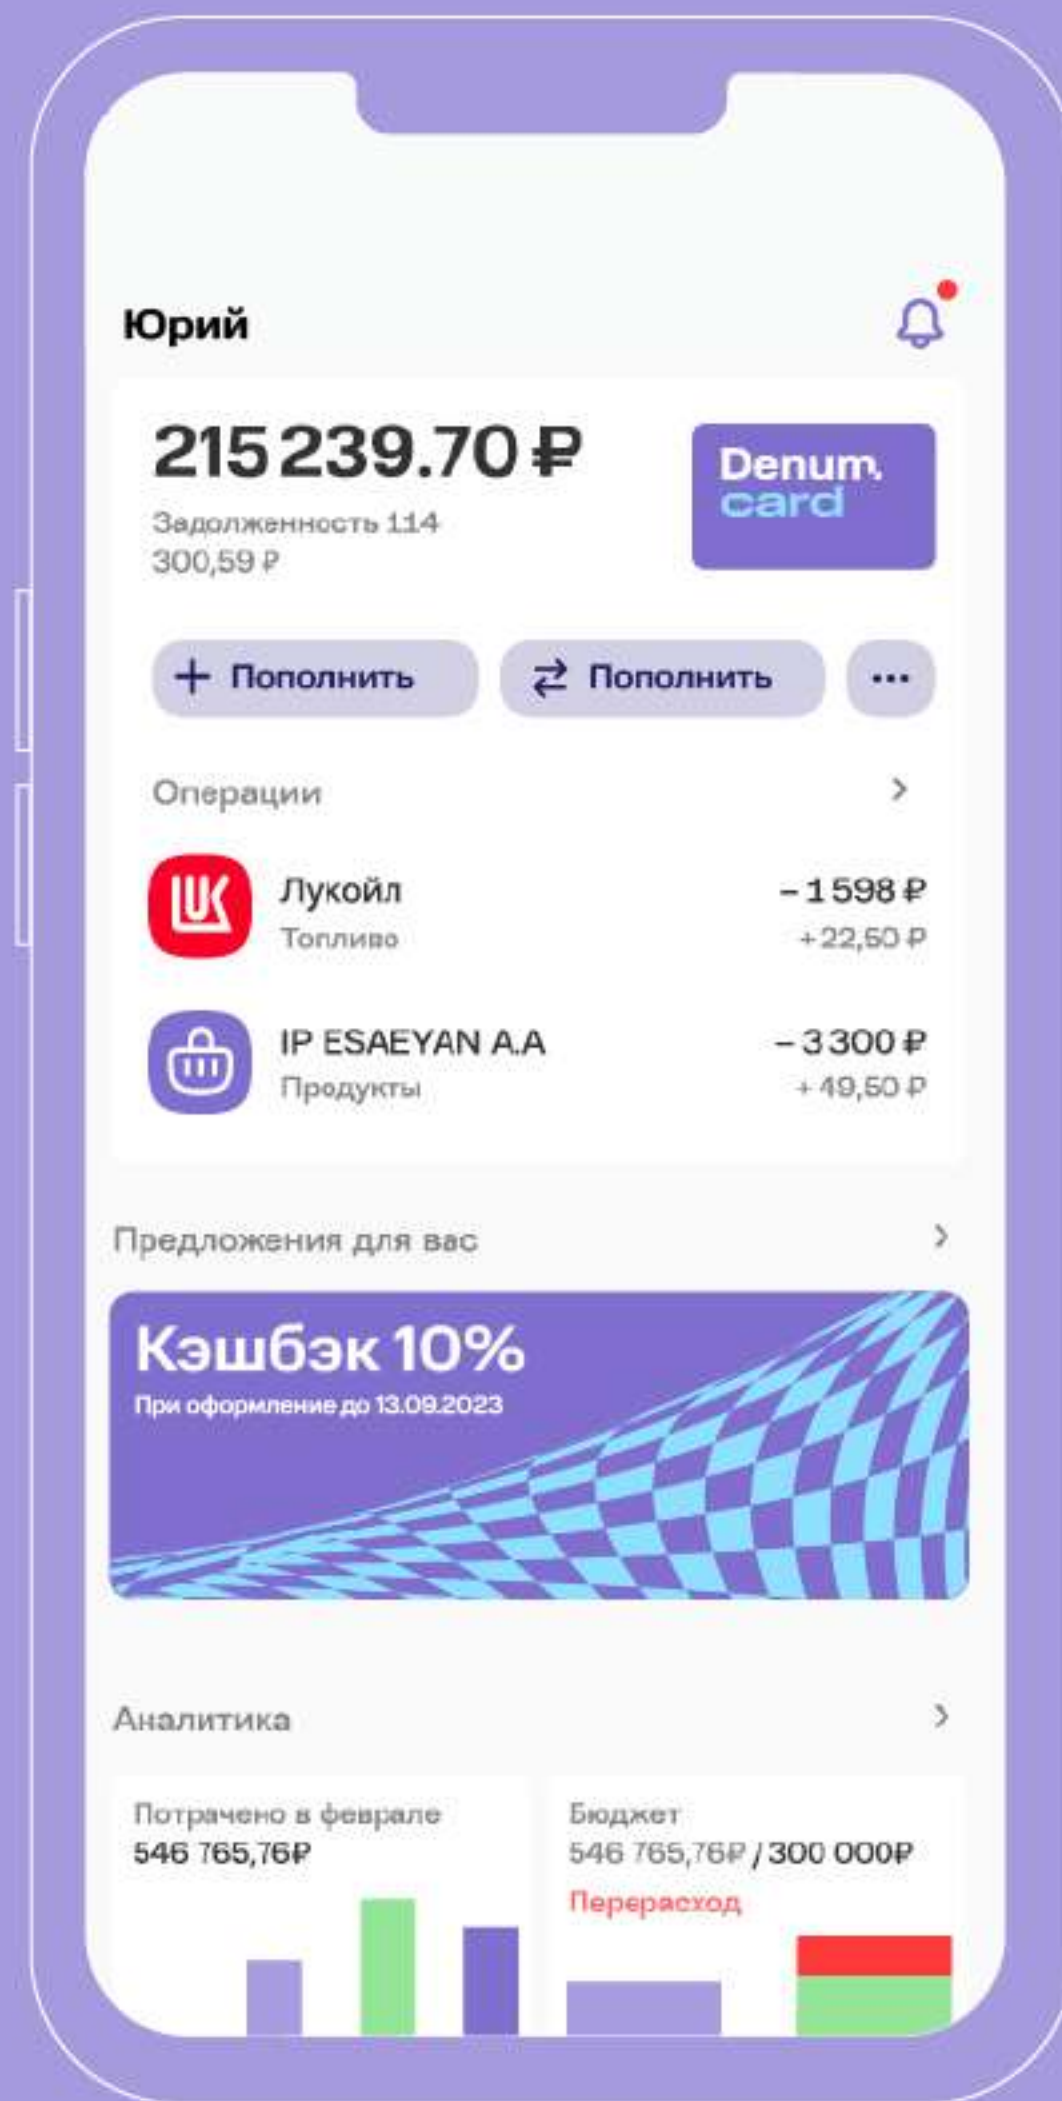 Юрий
215 239.70 ₽
Denum.
card
Задолженность 114
300,59 ₽
+ Пополнить
Пополнить
...
Операции
Лукойл
– 1 598 ₽
Топливо
+ 22,50 ₽
IP ESAEYAN A.A
– 3 300 ₽
Продукты
+ 49,50 ₽
Предложения для вас
Кэшбэк 10%
При оформление до 13.09.2023
Аналитика
Потрачено в феврале
546 765,76₽
Бюджет
546 765,76₽ / 300 000₽
Перерасход